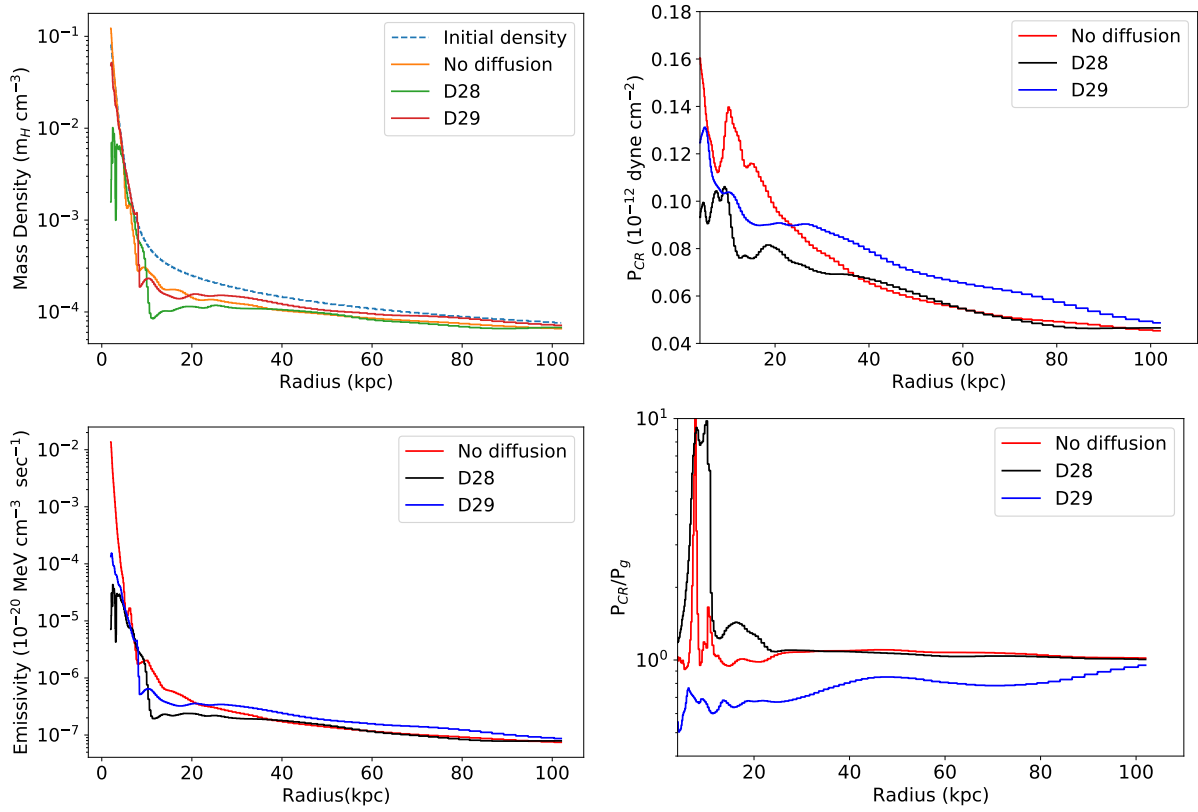 10⁻¹
10⁻²
10⁻³
10⁻⁴
Mass Density (m_H cm⁻³)
Initial density
No diffusion
D28
D29
0 20 40 60 80 100
Radius (kpc)
0.18
0.16
0.14
0.12
0.10
0.08
0.06
0.04
P_CR (10⁻¹² dyne cm⁻²)
No diffusion
D28
D29
20 40 60 80 100
Radius (kpc)
10⁻²
10⁻³
10⁻⁴
10⁻⁵
10⁻⁶
10⁻⁷
Emissivity (10⁻²⁰ MeV cm⁻³ sec⁻¹)
No diffusion
D28
D29
0 20 40 60 80 100
Radius(kpc)
10¹
10⁰
P_CR/P_g
No diffusion
D28
D29
20 40 60 80 100
Radius (kpc)